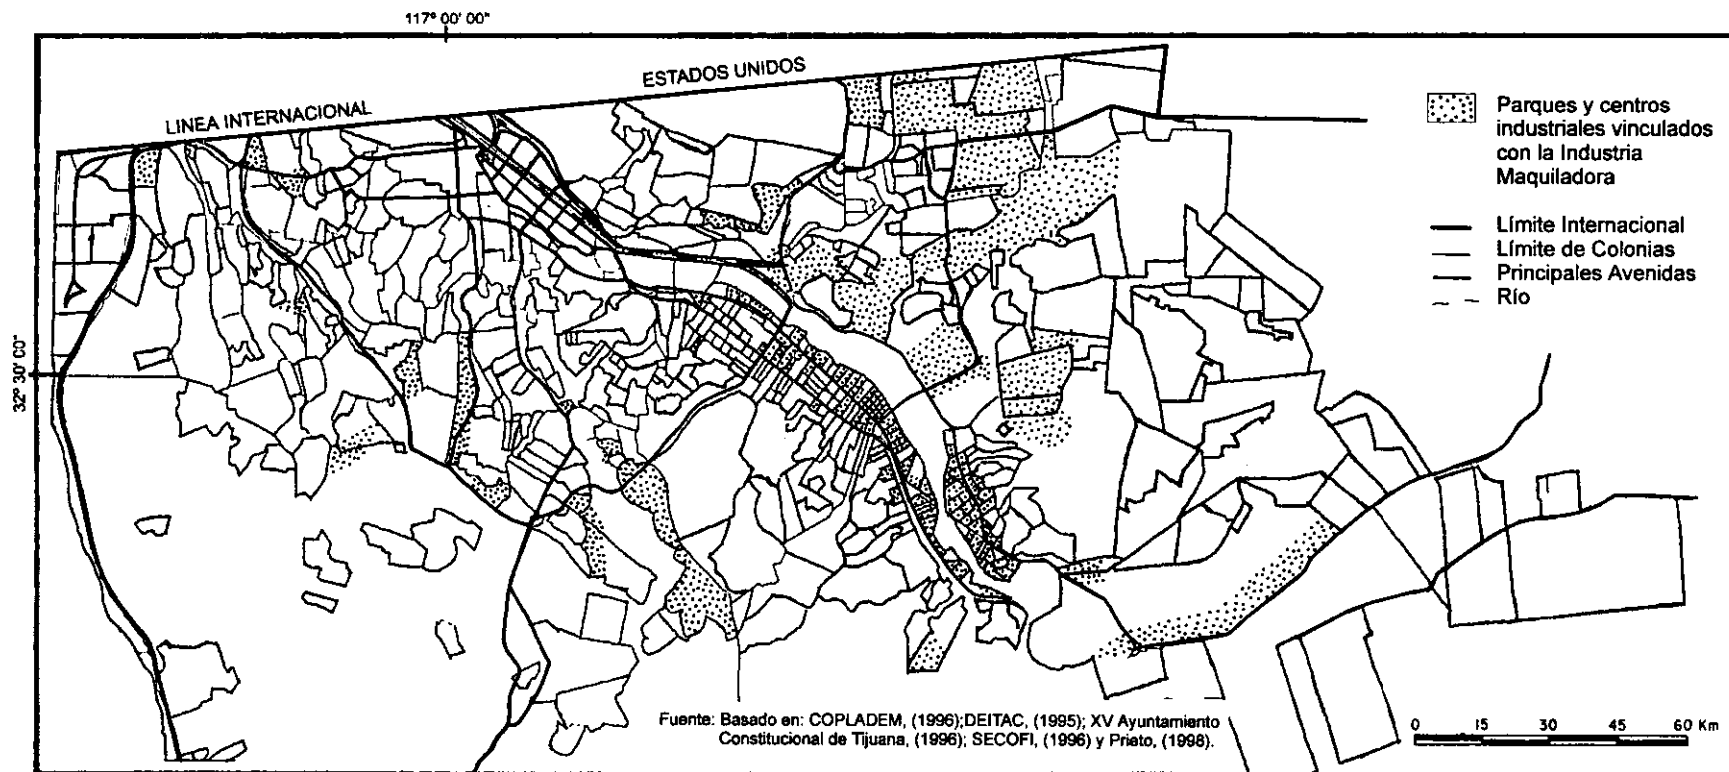 117º 00' 00"
ESTADOS UNIDOS
LINEA INTERNACIONAL
32º 30' 00"
Parques y centros
industriales vinculados
con la Industria
Maquiladora
Límite Internacional
Límite de Colonias
Principales Avenidas
Río
Fuente: Basado en: COPLADEM, (1996);DEITAC, (1995); XV Ayuntamiento
Constitucional de Tijuana, (1996); SECOFI, (1996) y Prieto, (1998).
0 15 30 45 60 Km